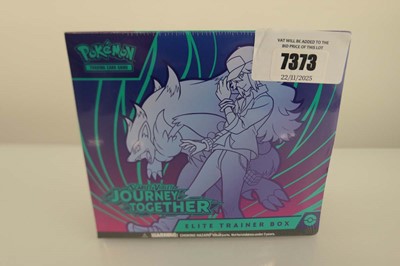 POKéMON
TRADING CARD GAME
VAT WILL BE ADDED TO THE
BID PRICE OF THIS LOT
7373
22/11/2025
JOURNEY
TOGETHER
ELITE TRAINER BOX
WARNING